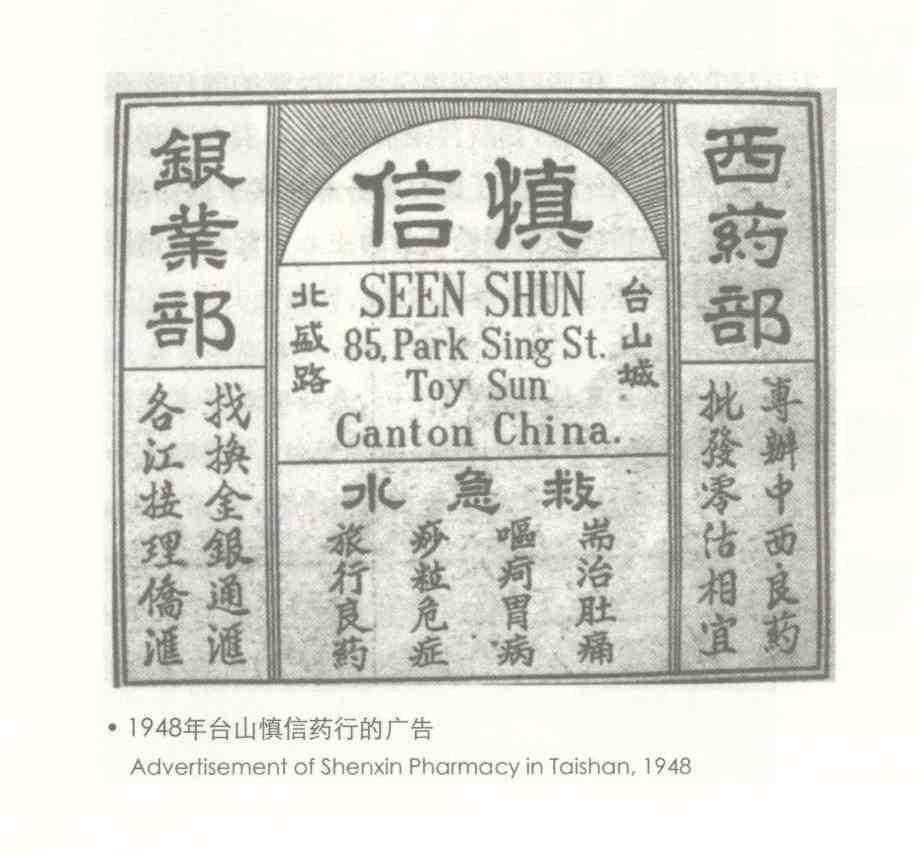 西葯部
專辦中西良葯
批發零沽相宜
慎信
台山城
SEEN SHUN
85, Park Sing St.
Toy Sun
Canton China.
北盛路
救急水
耑治肚痛
嘔疴胃病
痧粒危症
旅行良葯
銀業部
找換金銀通滙
各江接理僑滙
• 1948年台山慎信药行的广告
Advertisement of Shenxin Pharmacy in Taishan, 1948